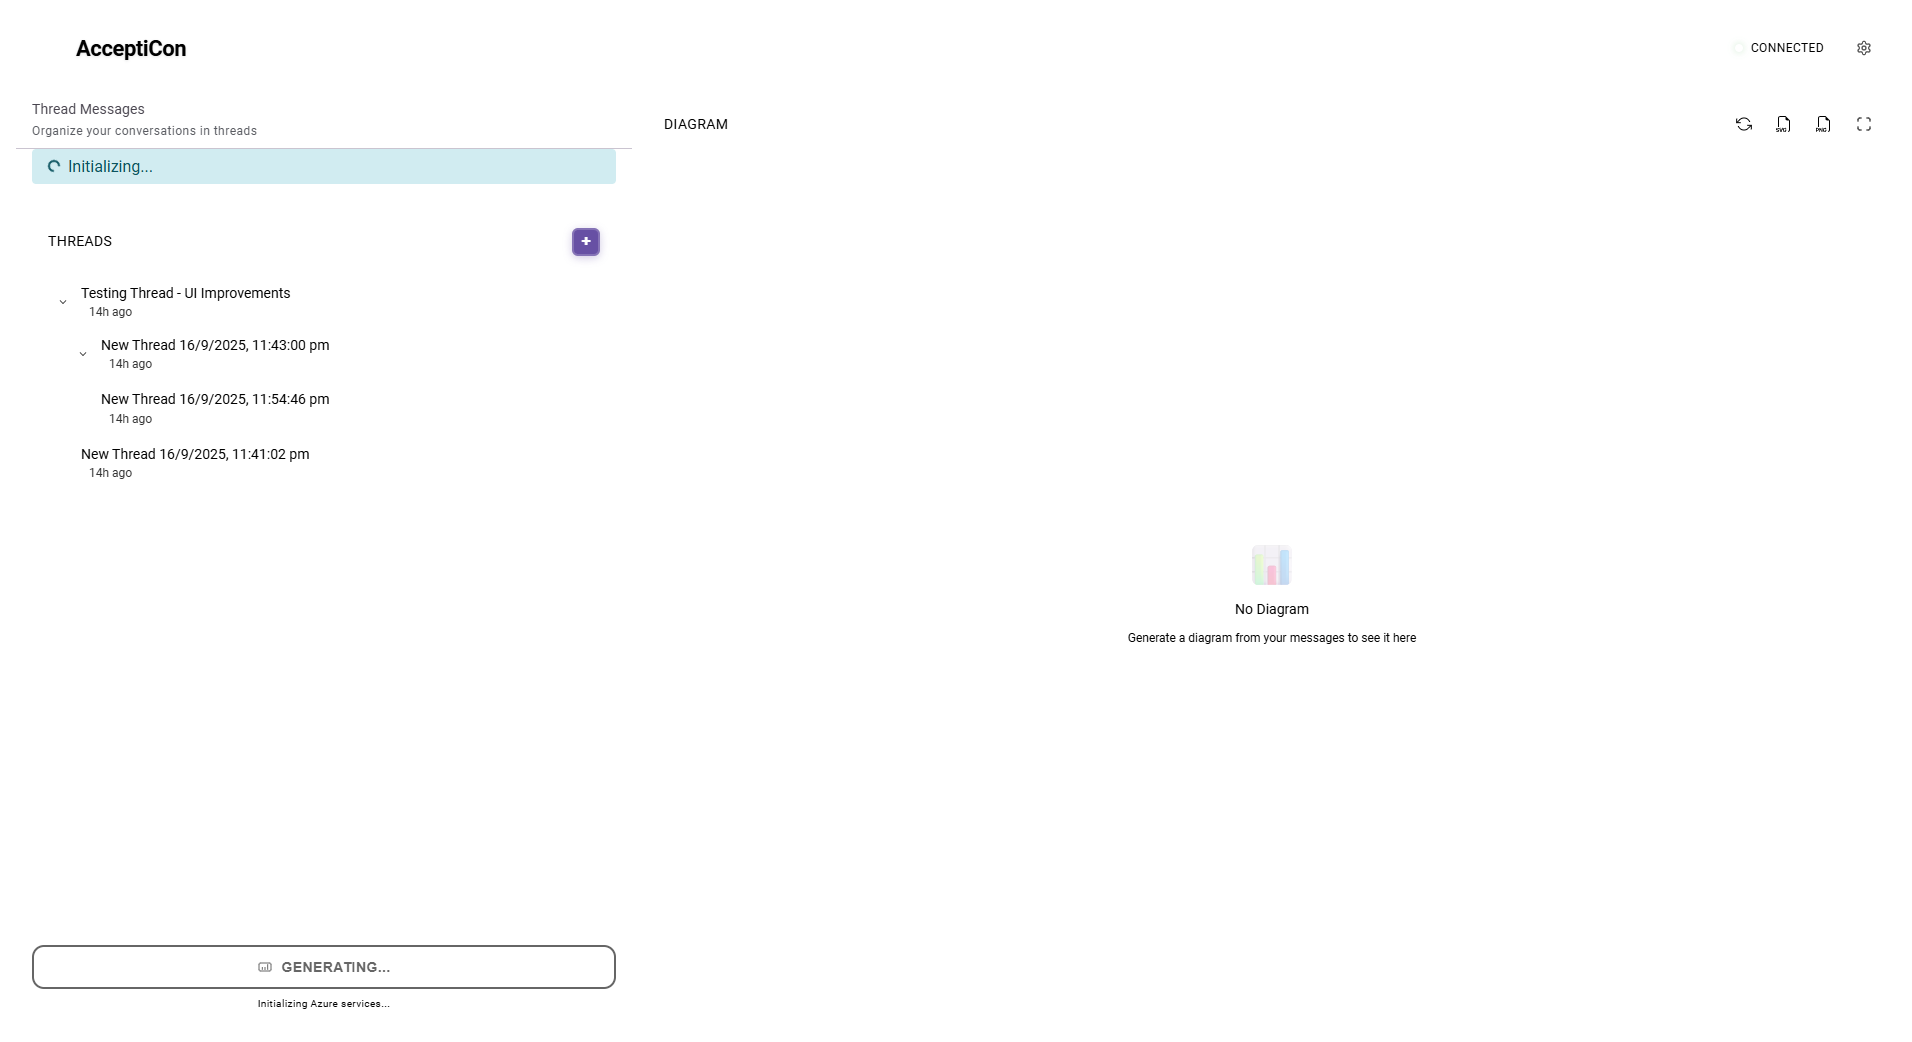 AcceptiCon
CONNECTED
Thread Messages
Organize your conversations in threads
Initializing...
THREADS
+
Testing Thread - UI Improvements
14h ago
New Thread 16/9/2025, 11:43:00 pm
14h ago
New Thread 16/9/2025, 11:54:46 pm
14h ago
New Thread 16/9/2025, 11:41:02 pm
14h ago
GENERATING...
Initializing Azure services...
DIAGRAM
SVG
PNG
No Diagram
Generate a diagram from your messages to see it here